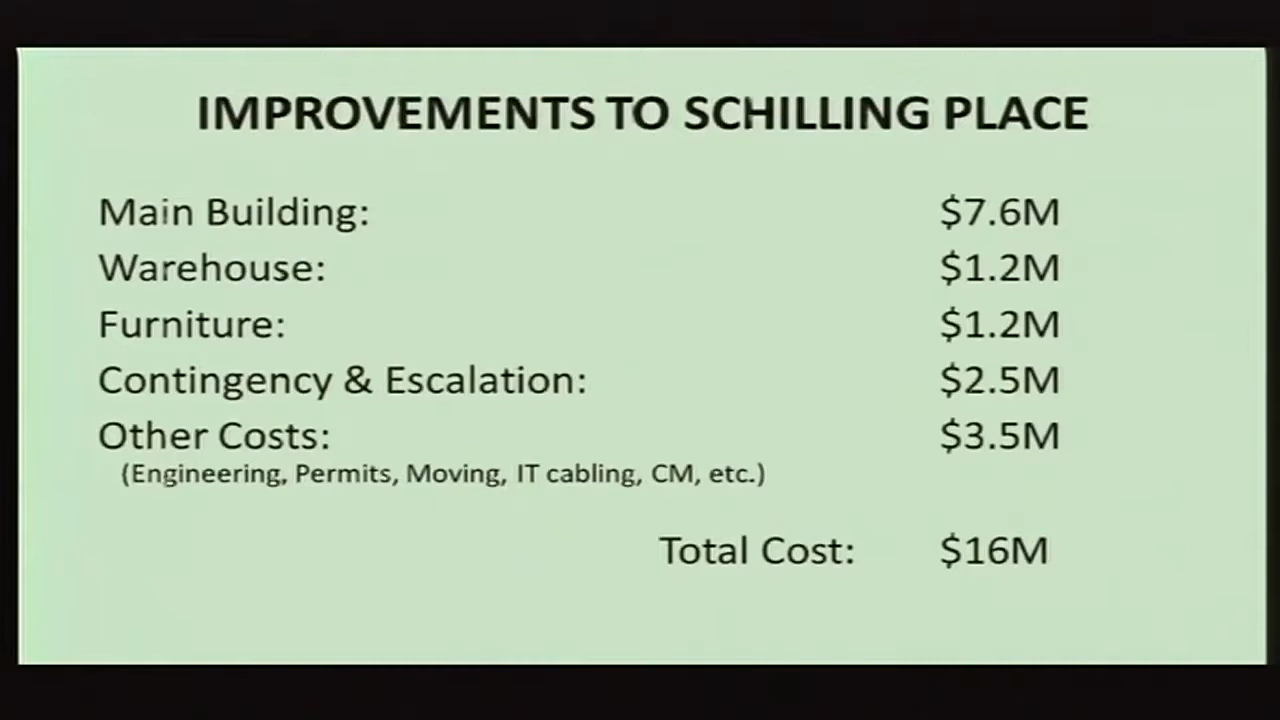 IMPROVEMENTS TO SCHILLING PLACE
Main Building: $7.6M
Warehouse: $1.2M
Furniture: $1.2M
Contingency & Escalation: $2.5M
Other Costs: $3.5M
(Engineering, Permits, Moving, IT cabling, CM, etc.)
Total Cost: $16M